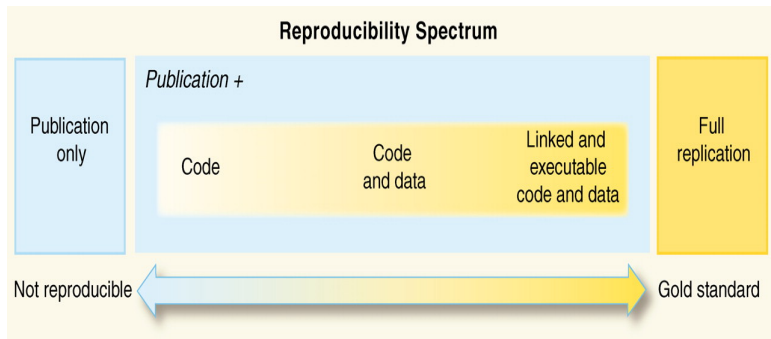 Reproducibility Spectrum
Publication
only
Publication +
Code
Code
and data
Linked and
executable
code and data
Full
replication
Not reproducible
Gold standard